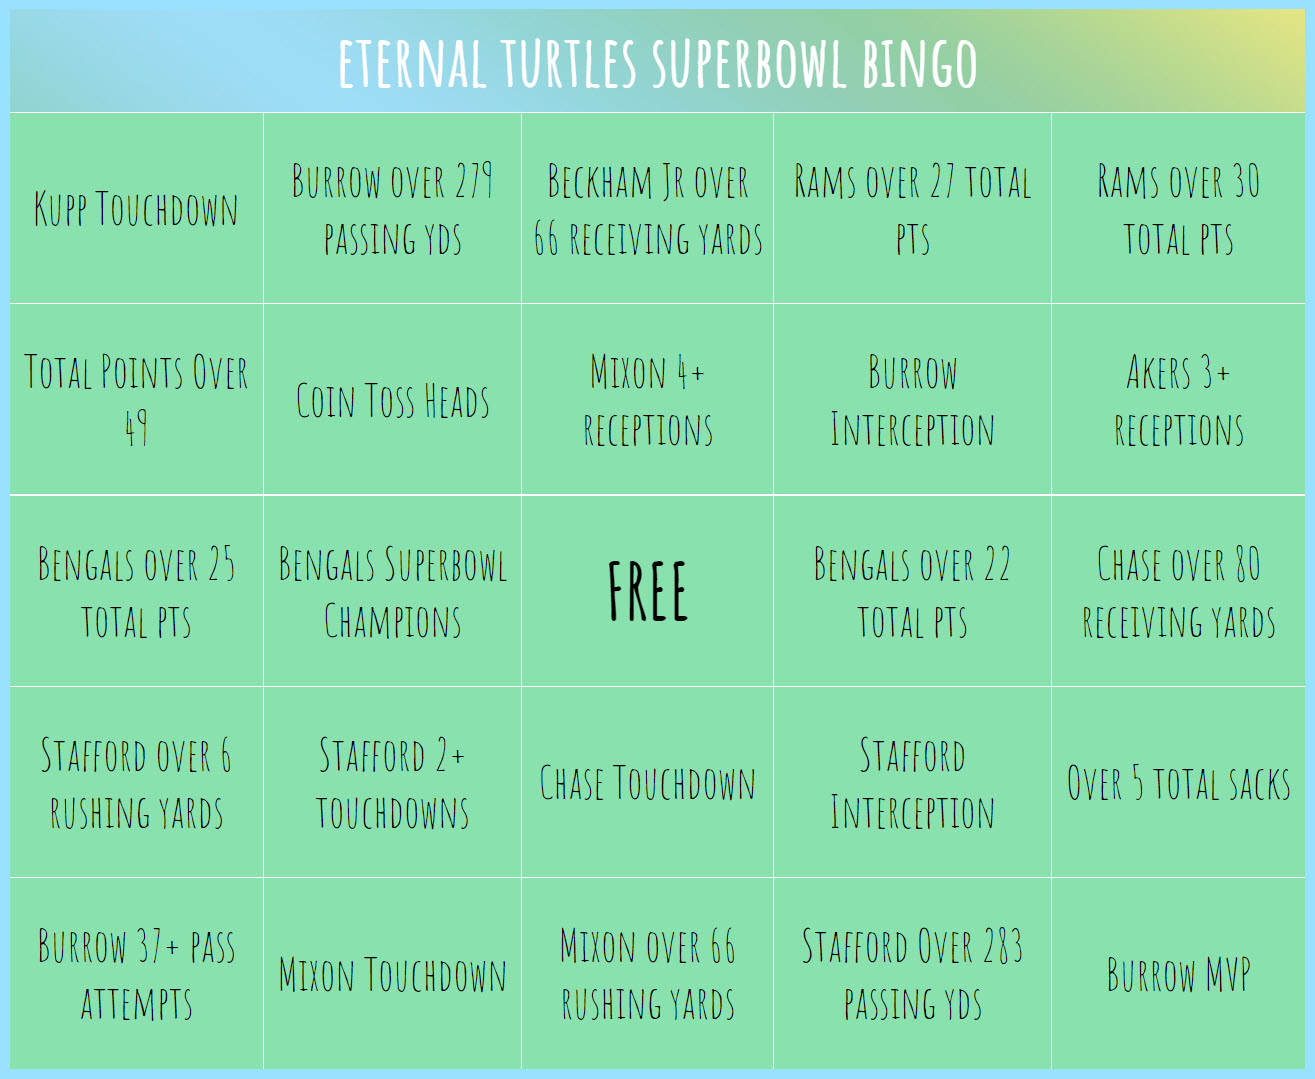 ETERNAL TURTLES SUPERBOWL BINGO
Kupp Touchdown
Burrow over 279
passing yds
Beckham Jr over
66 receiving yards
Rams over 27 total
pts
Rams over 30
total pts
Total Points Over
49
Coin Toss Heads
Mixon 4+
receptions
Burrow
Interception
Akers 3+
receptions
Bengals over 25
total pts
Bengals Superbowl
Champions
FREE
Bengals over 22
total pts
Chase over 80
receiving yards
Stafford over 6
rushing yards
Stafford 2+
touchdowns
Chase Touchdown
Stafford
Interception
Over 5 total sacks
Burrow 37+ pass
attempts
Mixon Touchdown
Mixon over 66
rushing yards
Stafford Over 283
passing yds
Burrow MVP